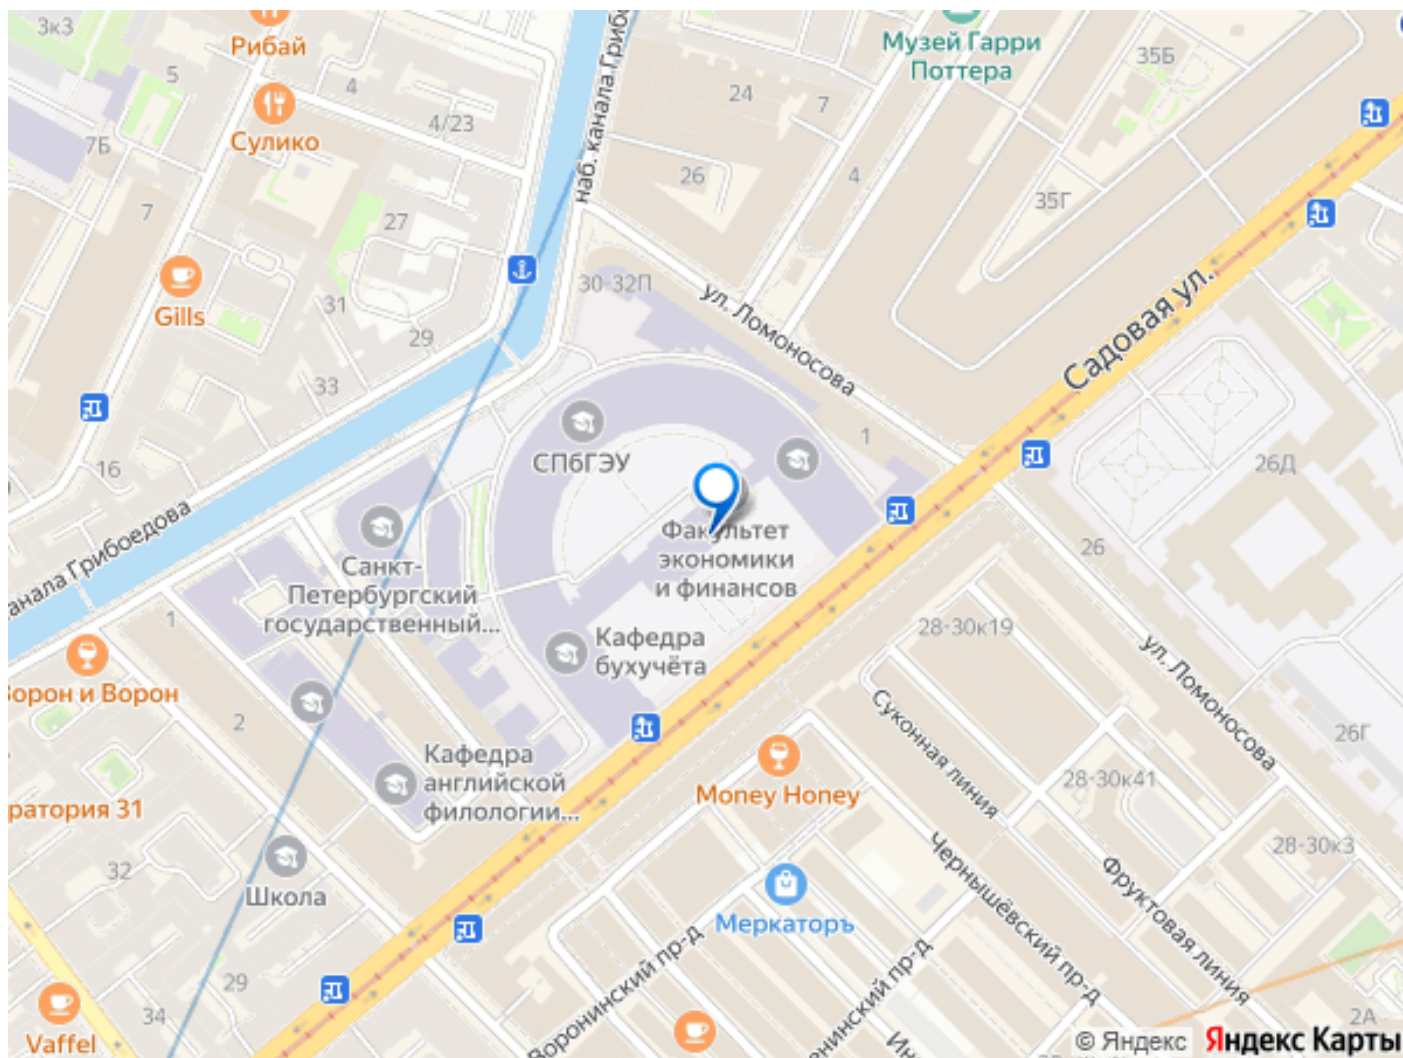 3к3
Рибай
Музей Гарри
Поттера
35Б
5
4
24
7
Сулико
4/23
7Б
наб. канала Грибо
26
4
35Г
7
27
Gills
31
30-32П
ул. Ломоносова
Садовая ул.
29
33
16
СПбГЭУ
1
26Д
канала Грибоедова
Санкт-
Петербургский
государственный...
Факультет
экономики
и финансов
26
1
Кафедра
бухучёта
28-30к19
ул. Ломоносова
Ворон и Ворон
2
Суконная линия
26Г
Кафедра
английской
филологии...
Money Honey
28-30к41
ратория 31
32
Школа
Меркаторъ
Чернышёвский пр-д
Фруктовая линия
28-30к3
Воронинский пр-д
енинский пр-д
29
34
Vaffel
Ин
2А
© Яндекс Яндекс Карты